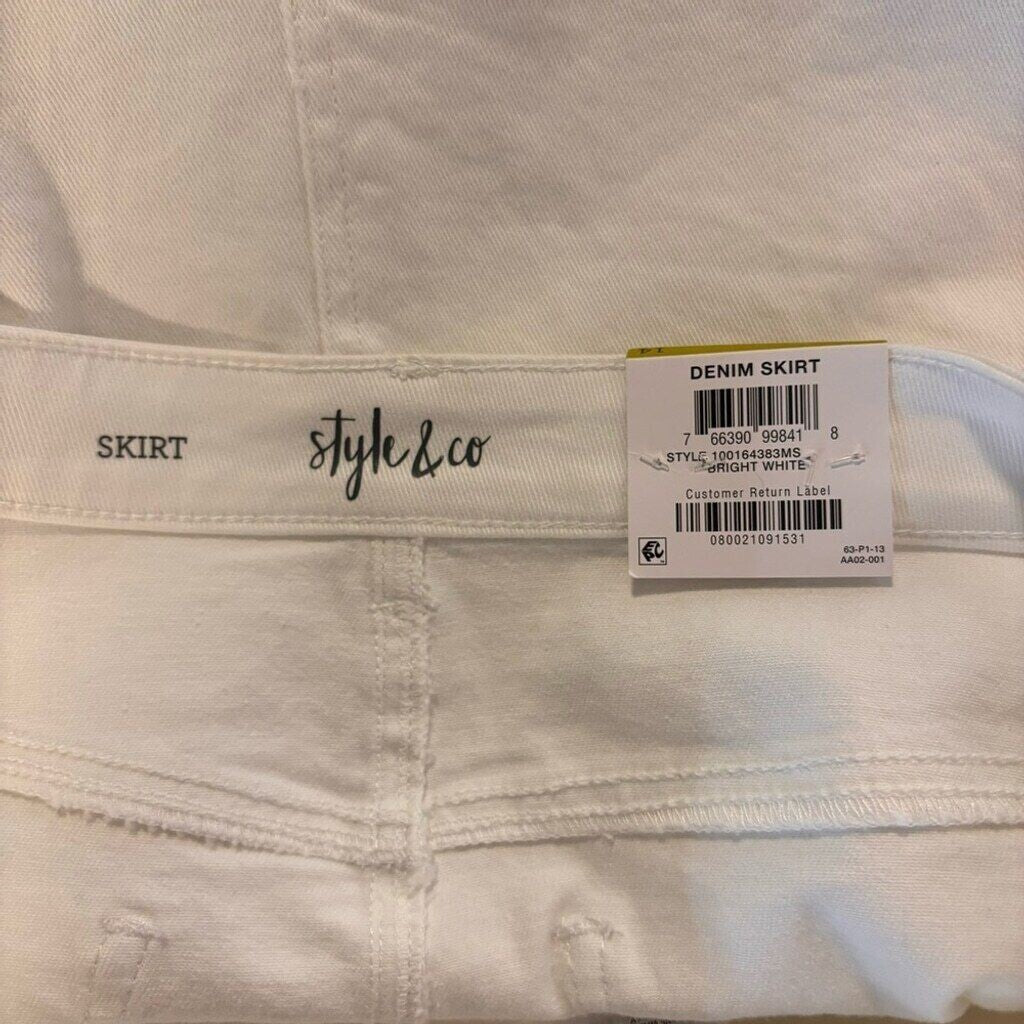 SKIRT
style & co
14
DENIM SKIRT
7 66390 99841 8
STYLE 100164383MS
BRIGHT WHITE
Customer Return Label
080021091531
63-P1-13
AA02-001